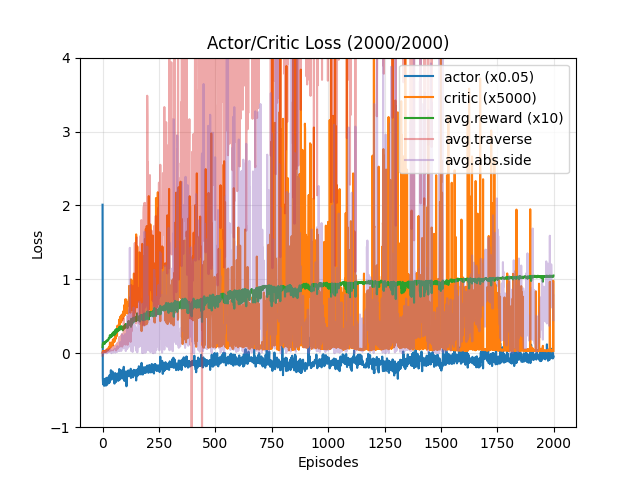 Actor/Critic Loss (2000/2000)
4
3
2
1
0
−1
Loss
actor (x0.05)
critic (x5000)
avg.reward (x10)
avg.traverse
avg.abs.side
0 250 500 750 1000 1250 1500 1750 2000
Episodes